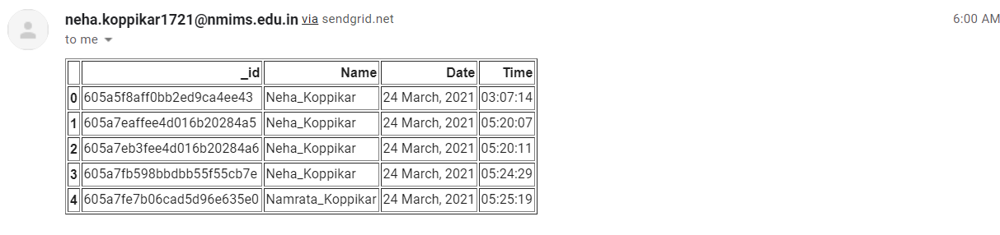 neha.koppikar1721@nmims.edu.in via sendgrid.net 6:00 AM
to me
_id Name Date Time
0 605a5f8aff0bb2ed9ca4ee43 Neha_Koppikar 24 March, 2021 03:07:14
1 605a7eaffee4d016b20284a5 Neha_Koppikar 24 March, 2021 05:20:07
2 605a7eb3fee4d016b20284a6 Neha_Koppikar 24 March, 2021 05:20:11
3 605a7fb598bbdbb55f55cb7e Neha_Koppikar 24 March, 2021 05:24:29
4 605a7fe7b06cad5d96e635e0 Namrata_Koppikar 24 March, 2021 05:25:19